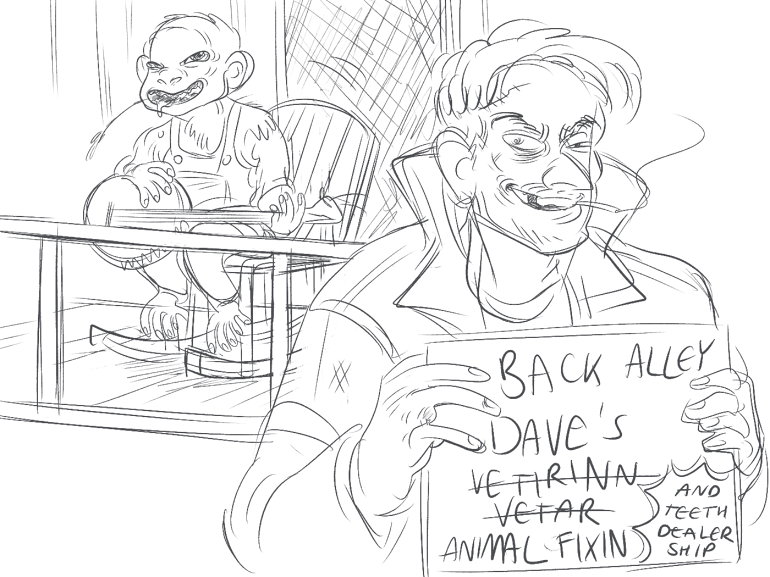 BACK ALLEY
DAVE'S
VETIRINN
VETAR
ANIMAL FIXIN
AND
TEETH
DEALER
SHIP